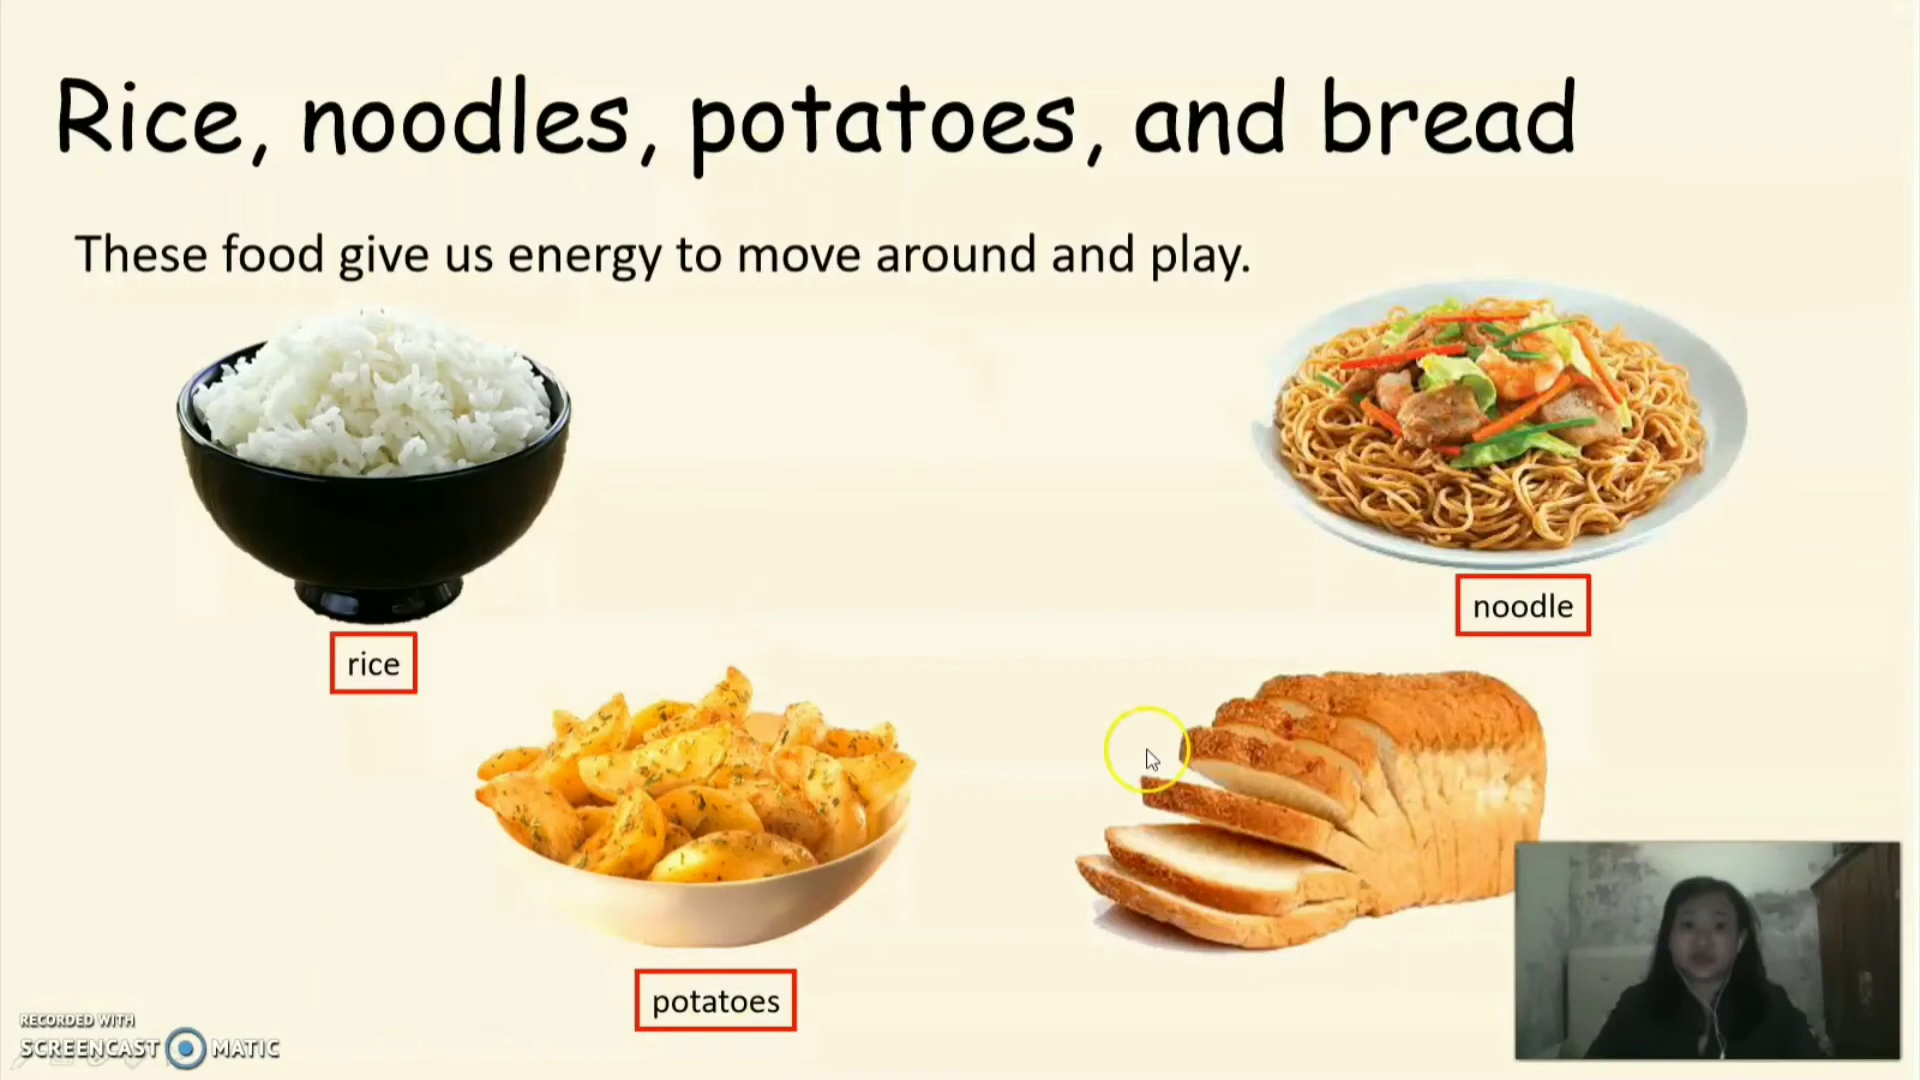 Rice, noodles, potatoes, and bread
These food give us energy to move around and play.
noodle
rice
potatoes
RECORDED WITH
SCREENCAST MATIC